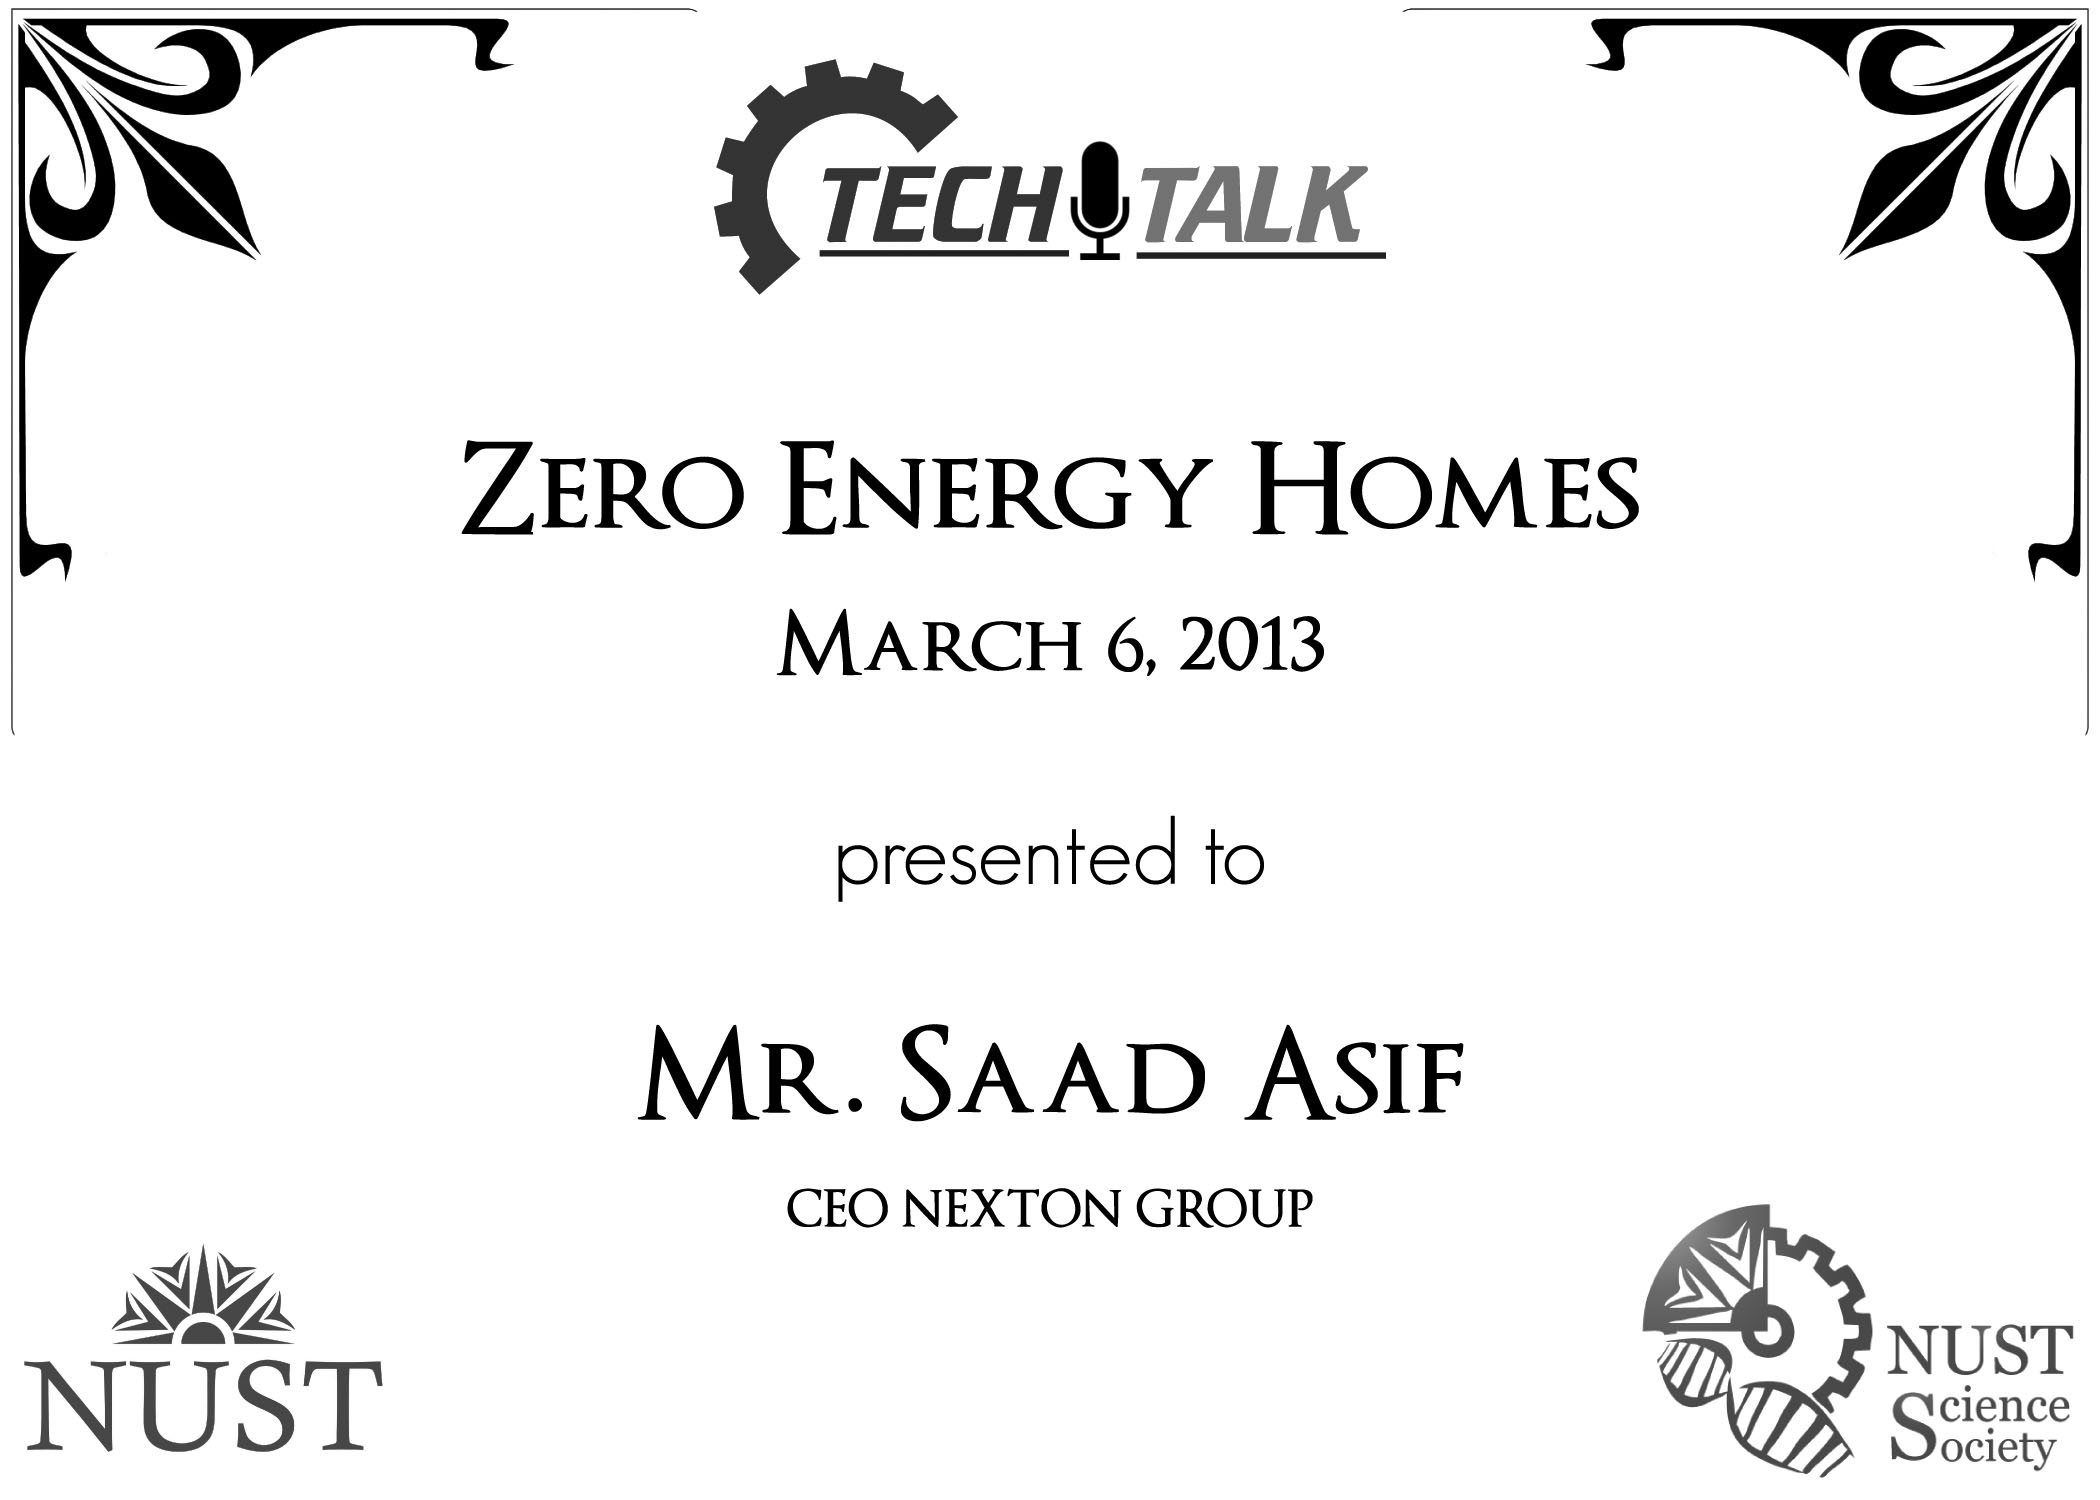 TECH TALK
ZERO ENERGY HOMES
MARCH 6, 2013
presented to
MR. SAAD ASIF
CEO NEXTON GROUP
NUST
NUST
Science
Society